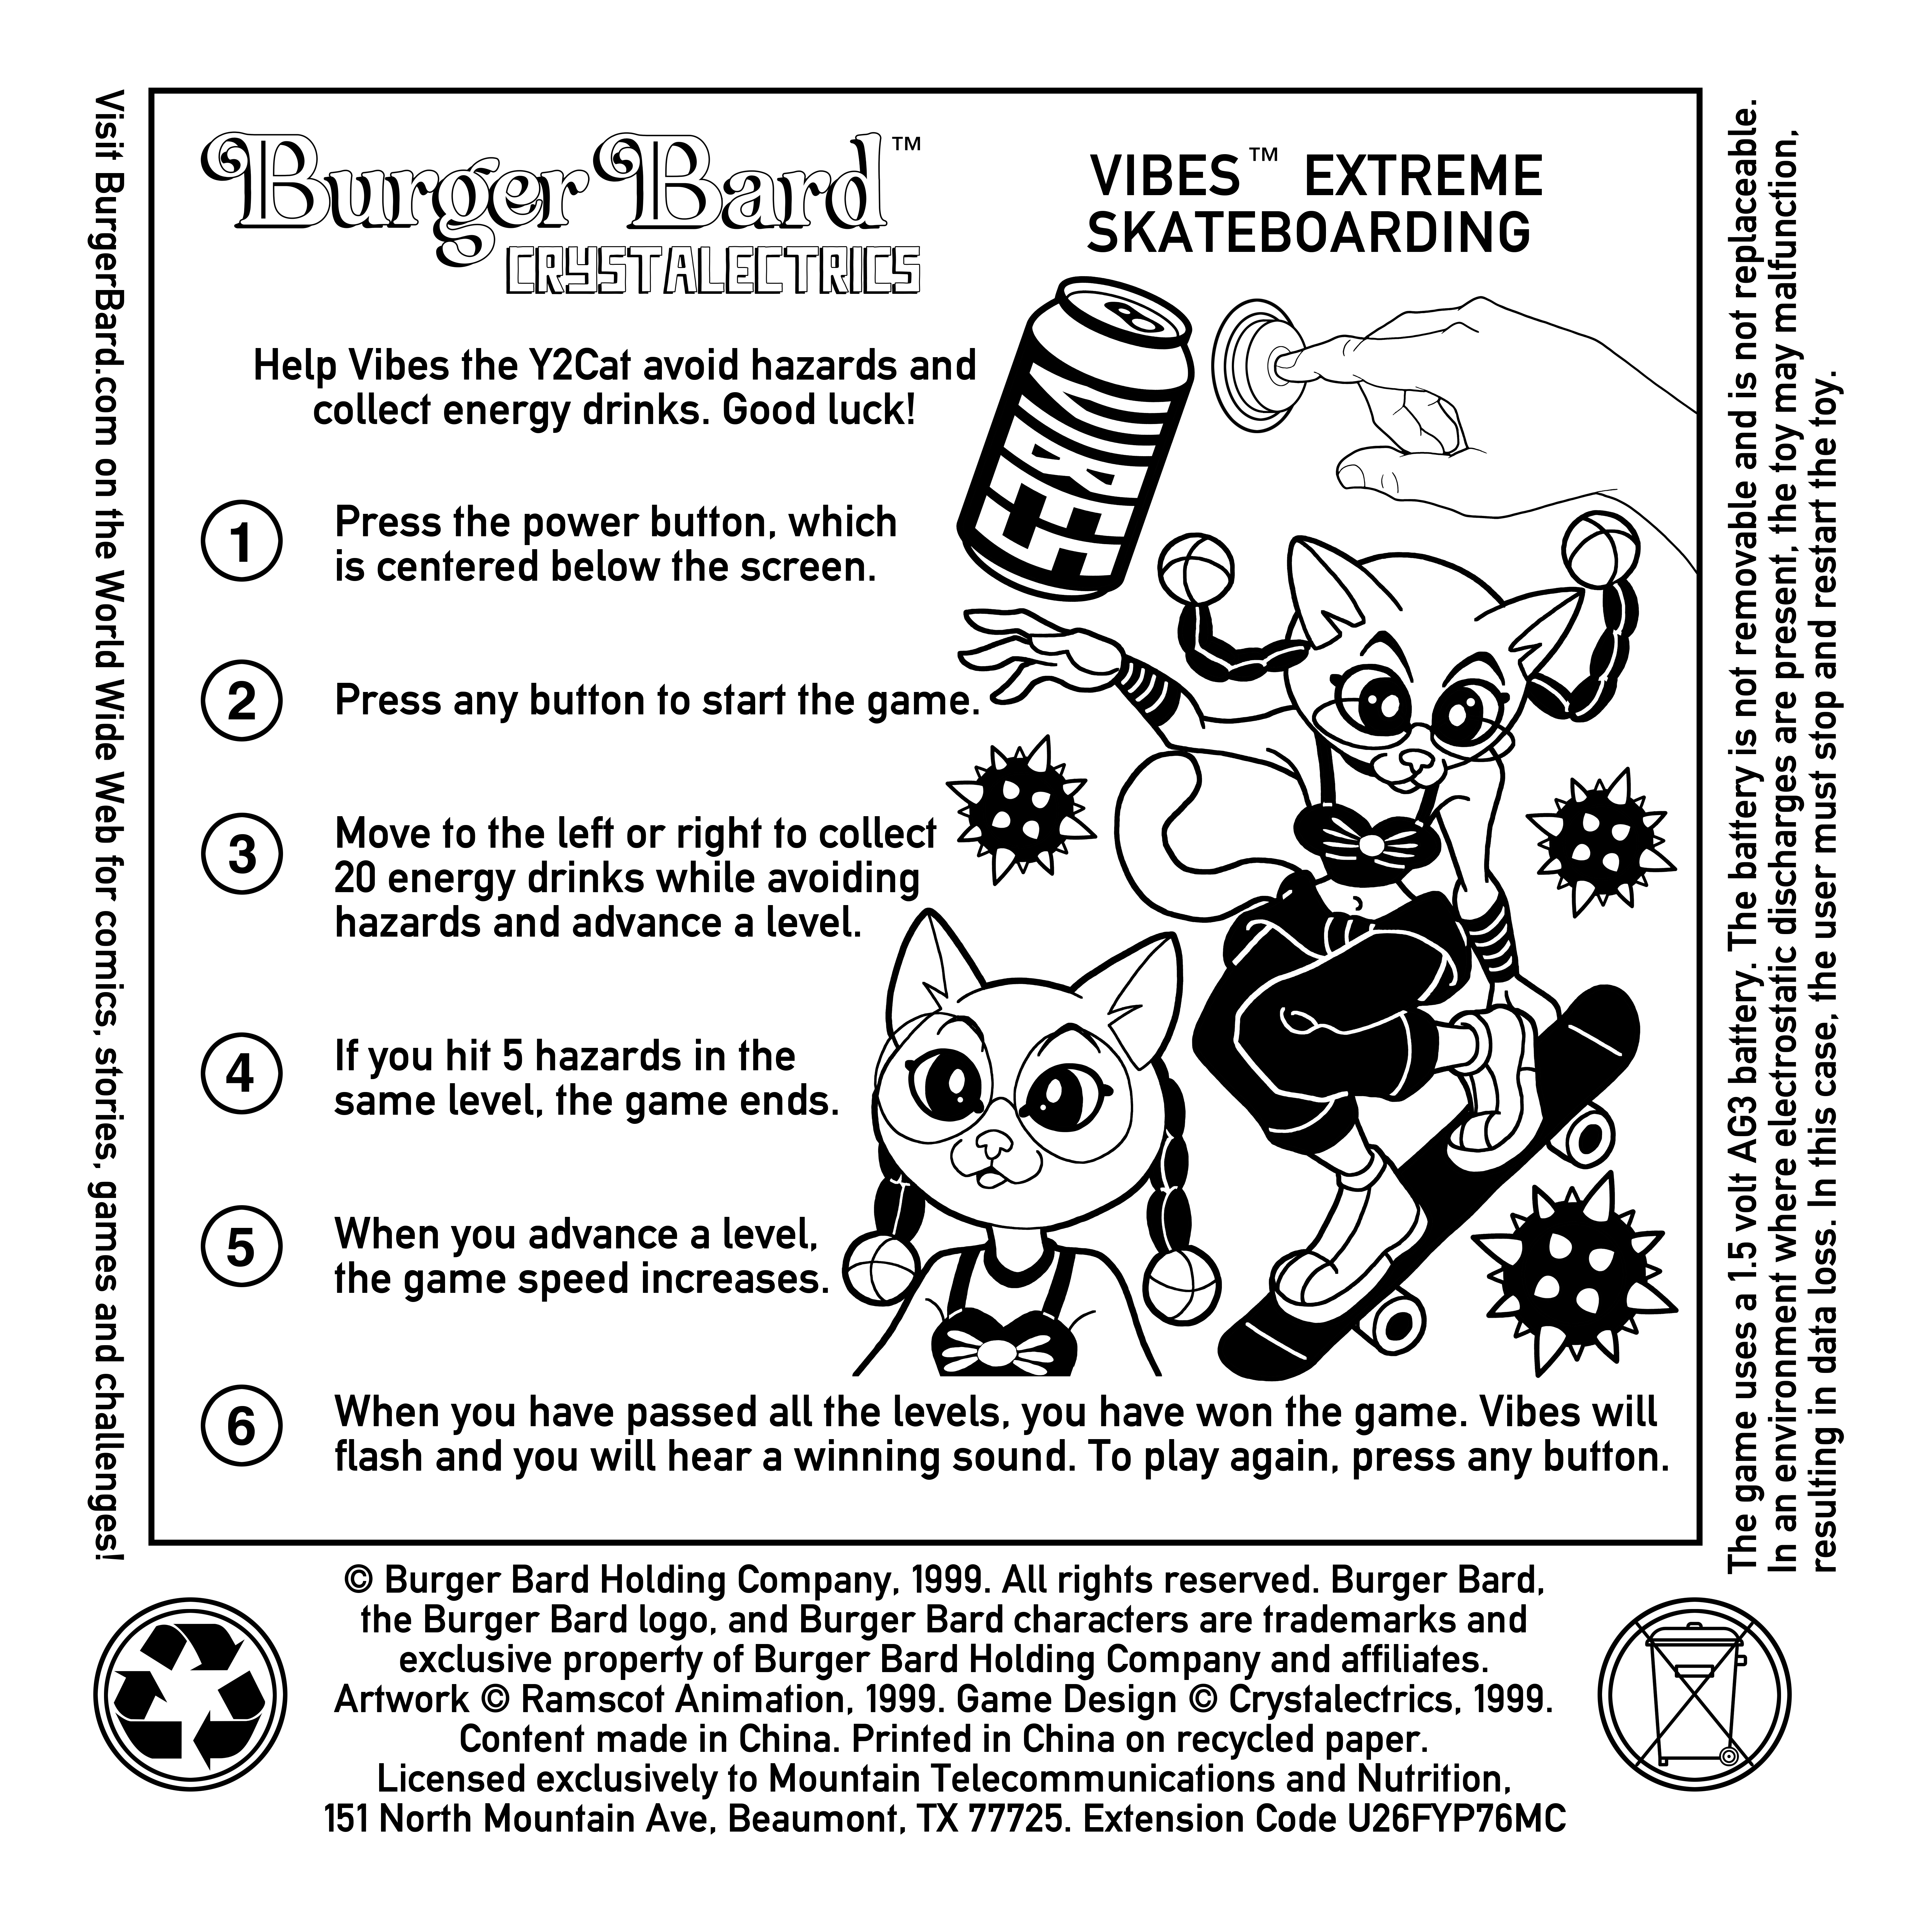 Burger Bard™
CRYSTALECTRICS
VIBES™ EXTREME
SKATEBOARDING
Help Vibes the Y2Cat avoid hazards and
collect energy drinks. Good luck!
1
Press the power button, which
is centered below the screen.
2
Press any button to start the game.
3
Move to the left or right to collect
20 energy drinks while avoiding
hazards and advance a level.
4
If you hit 5 hazards in the
same level, the game ends.
5
When you advance a level,
the game speed increases.
6
When you have passed all the levels, you have won the game. Vibes will
flash and you will hear a winning sound. To play again, press any button.
Visit BurgerBard.com on the World Wide Web for comics, stories, games and challenges!
The game uses a 1.5 volt AG3 battery. The battery is not removable and is not replaceable.
In an environment where electrostatic discharges are present, the toy may malfunction,
resulting in data loss. In this case, the user must stop and restart the toy.
© Burger Bard Holding Company, 1999. All rights reserved. Burger Bard,
the Burger Bard logo, and Burger Bard characters are trademarks and
exclusive property of Burger Bard Holding Company and affiliates.
Artwork © Ramscot Animation, 1999. Game Design © Crystalectrics, 1999.
Content made in China. Printed in China on recycled paper.
Licensed exclusively to Mountain Telecommunications and Nutrition,
151 North Mountain Ave, Beaumont, TX 77725. Extension Code U26FYP76MC